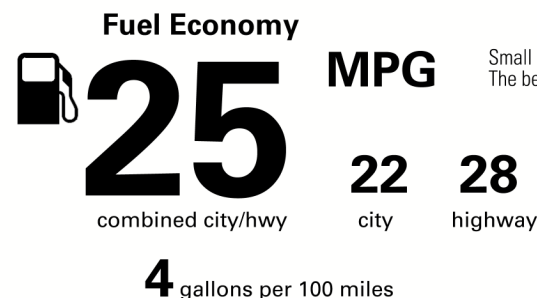 Fuel Economy
25 MPG
Small
The be
22 28
combined city/hwy city highway
4 gallons per 100 miles